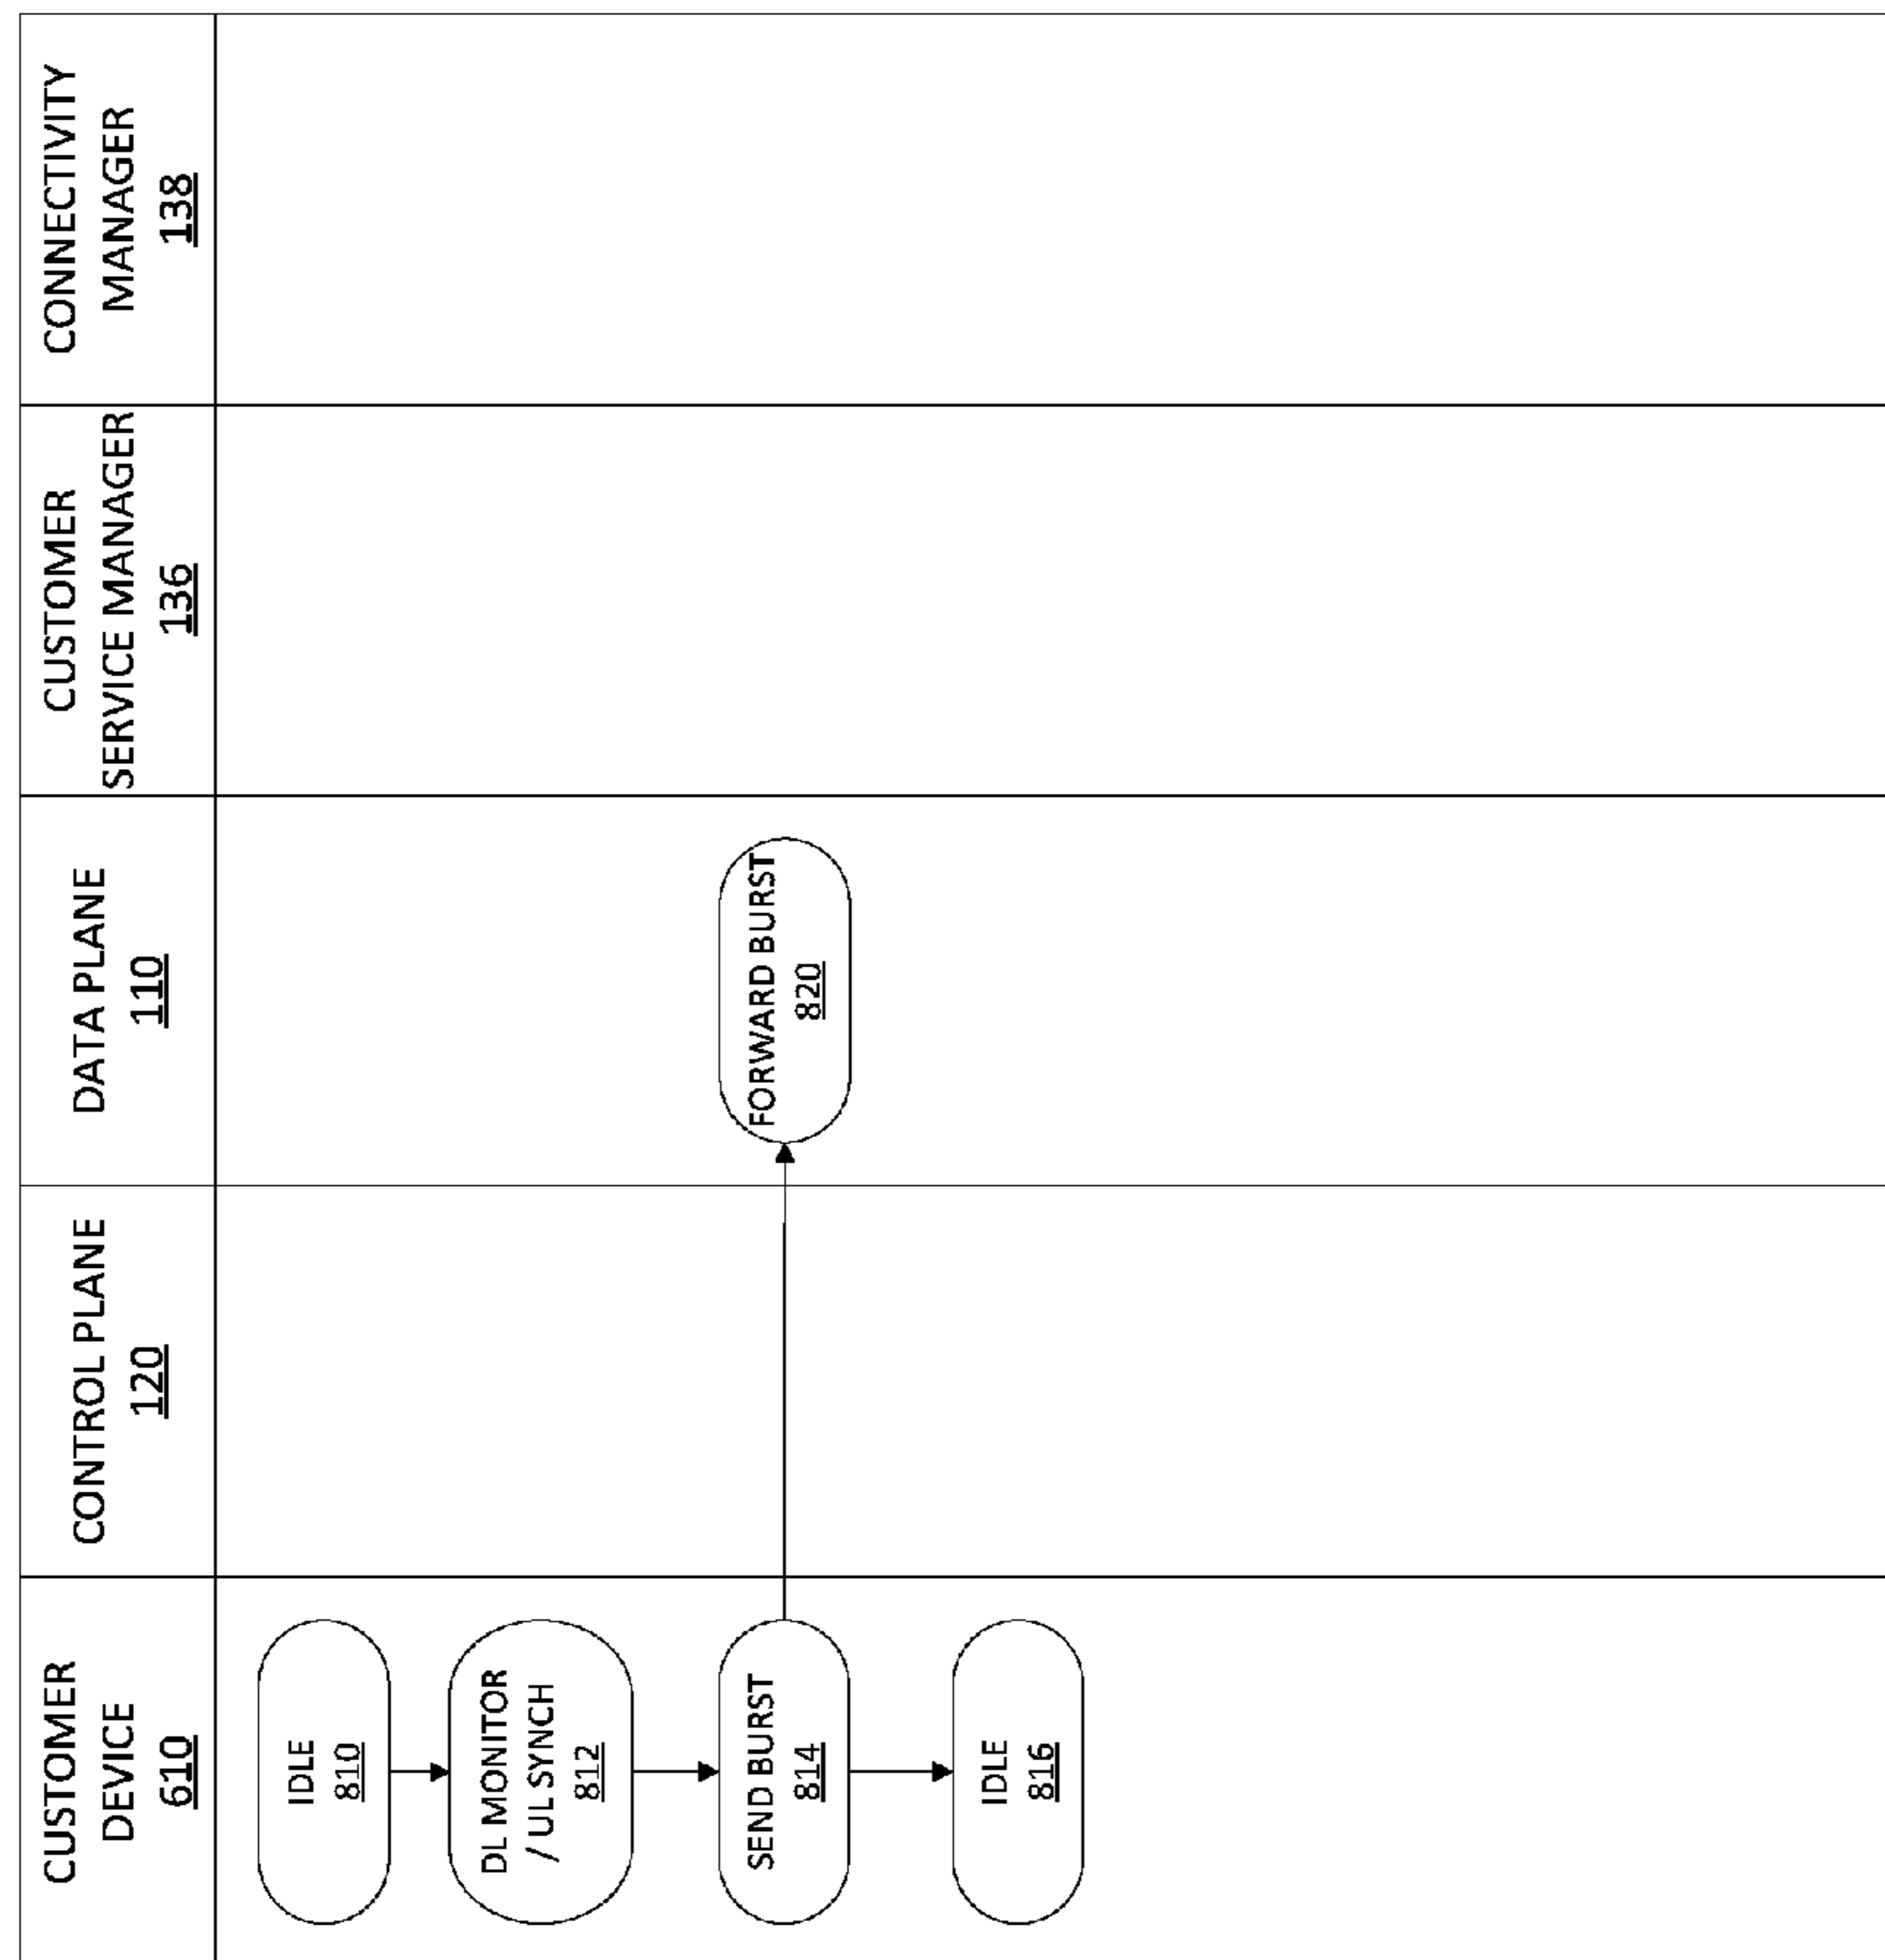 CUSTOMER
DEVICE
610
CONTROL PLANE
120
DATA PLANE
110
CUSTOMER
SERVICE MANAGER
136
CONNECTIVITY
MANAGER
138
IDLE
810
DL MONITOR
/ UL SYNCH
812
SEND BURST
814
FORWARD BURST
820
IDLE
816